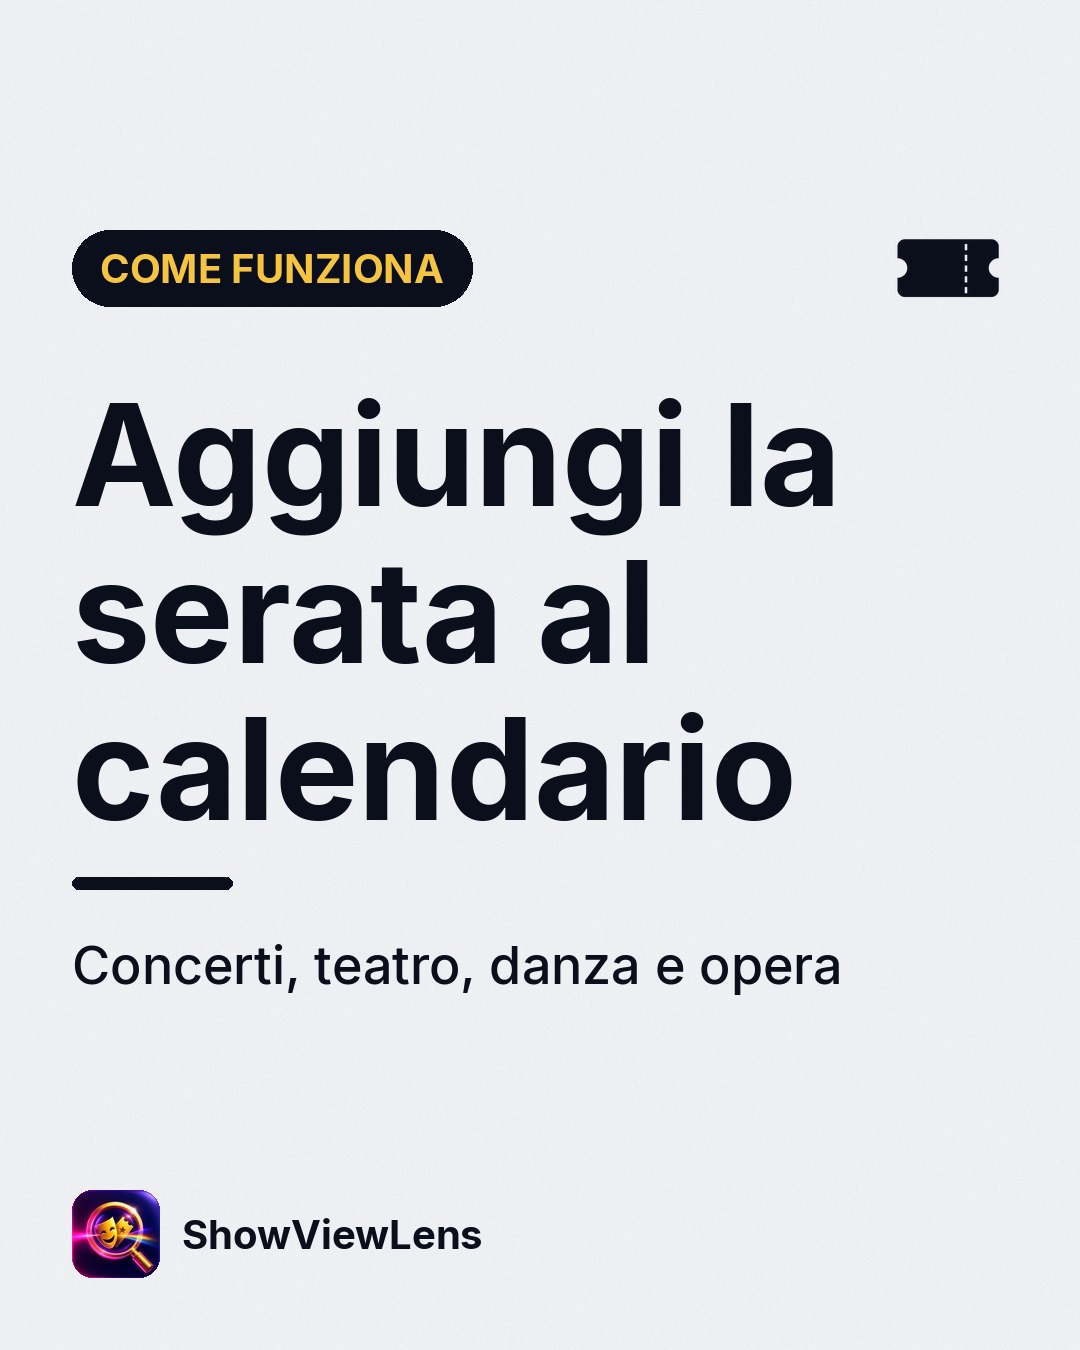 COME FUNZIONA
Aggiungi la
serata al
calendario
Concerti, teatro, danza e opera
ShowViewLens